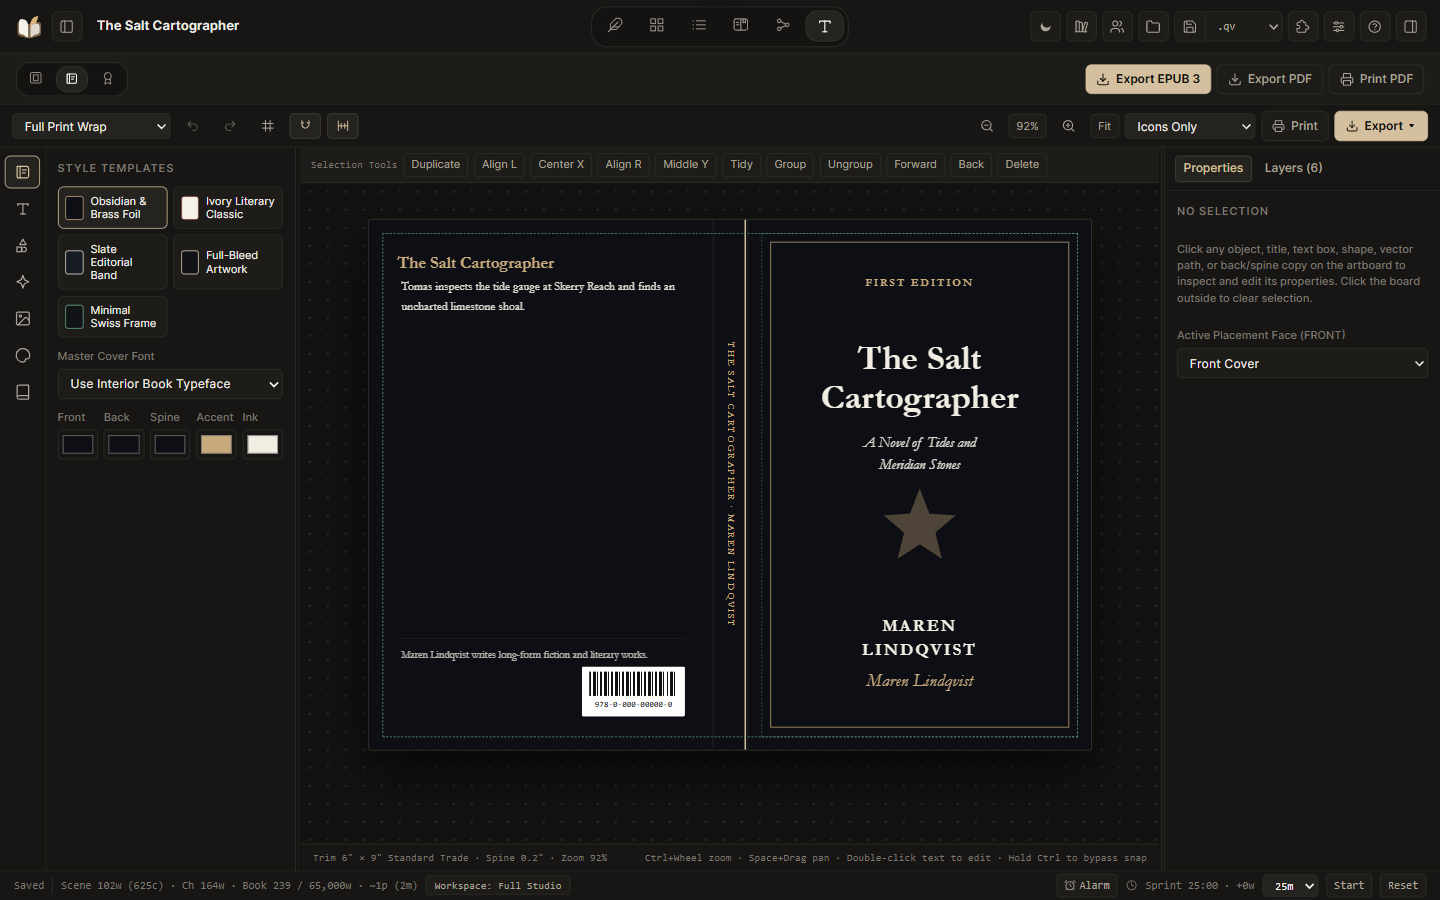 The Salt Cartographer
.qv
Export EPUB 3
Export PDF
Print PDF
Full Print Wrap
92%
Fit
Icons Only
Print
Export
STYLE TEMPLATES
Obsidian &
Brass Foil
Ivory Literary
Classic
Slate
Editorial
Band
Full-Bleed
Artwork
Minimal
Swiss Frame
Master Cover Font
Use Interior Book Typeface
Front Back Spine Accent Ink
Selection Tools Duplicate Align L Center X Align R Middle Y Tidy Group Ungroup Forward Back Delete
The Salt Cartographer
Tomas inspects the tide gauge at Skerry Reach and finds an
uncharted limestone shoal.
Maren Lindqvist writes long-form fiction and literary works.
978-0-000-00000-0
THE SALT CARTOGRAPHER · MAREN LINDQVIST
FIRST EDITION
The Salt
Cartographer
A Novel of Tides and
Meridian Stones
MAREN
LINDQVIST
Maren Lindqvist
Properties Layers (6)
NO SELECTION
Click any object, title, text box, shape, vector
path, or back/spine copy on the artboard to
inspect and edit its properties. Click the board
outside to clear selection.
Active Placement Face (FRONT)
Front Cover
Trim 6" × 9" Standard Trade · Spine 0.2" · Zoom 92%
Ctrl+Wheel zoom · Space+Drag pan · Double-click text to edit · Hold Ctrl to bypass snap
Saved Scene 102w (625c) · Ch 164w · Book 239 / 65,000w · ~1p (2m) Workspace: Full Studio
Alarm Sprint 25:00 · +0w 25m Start Reset